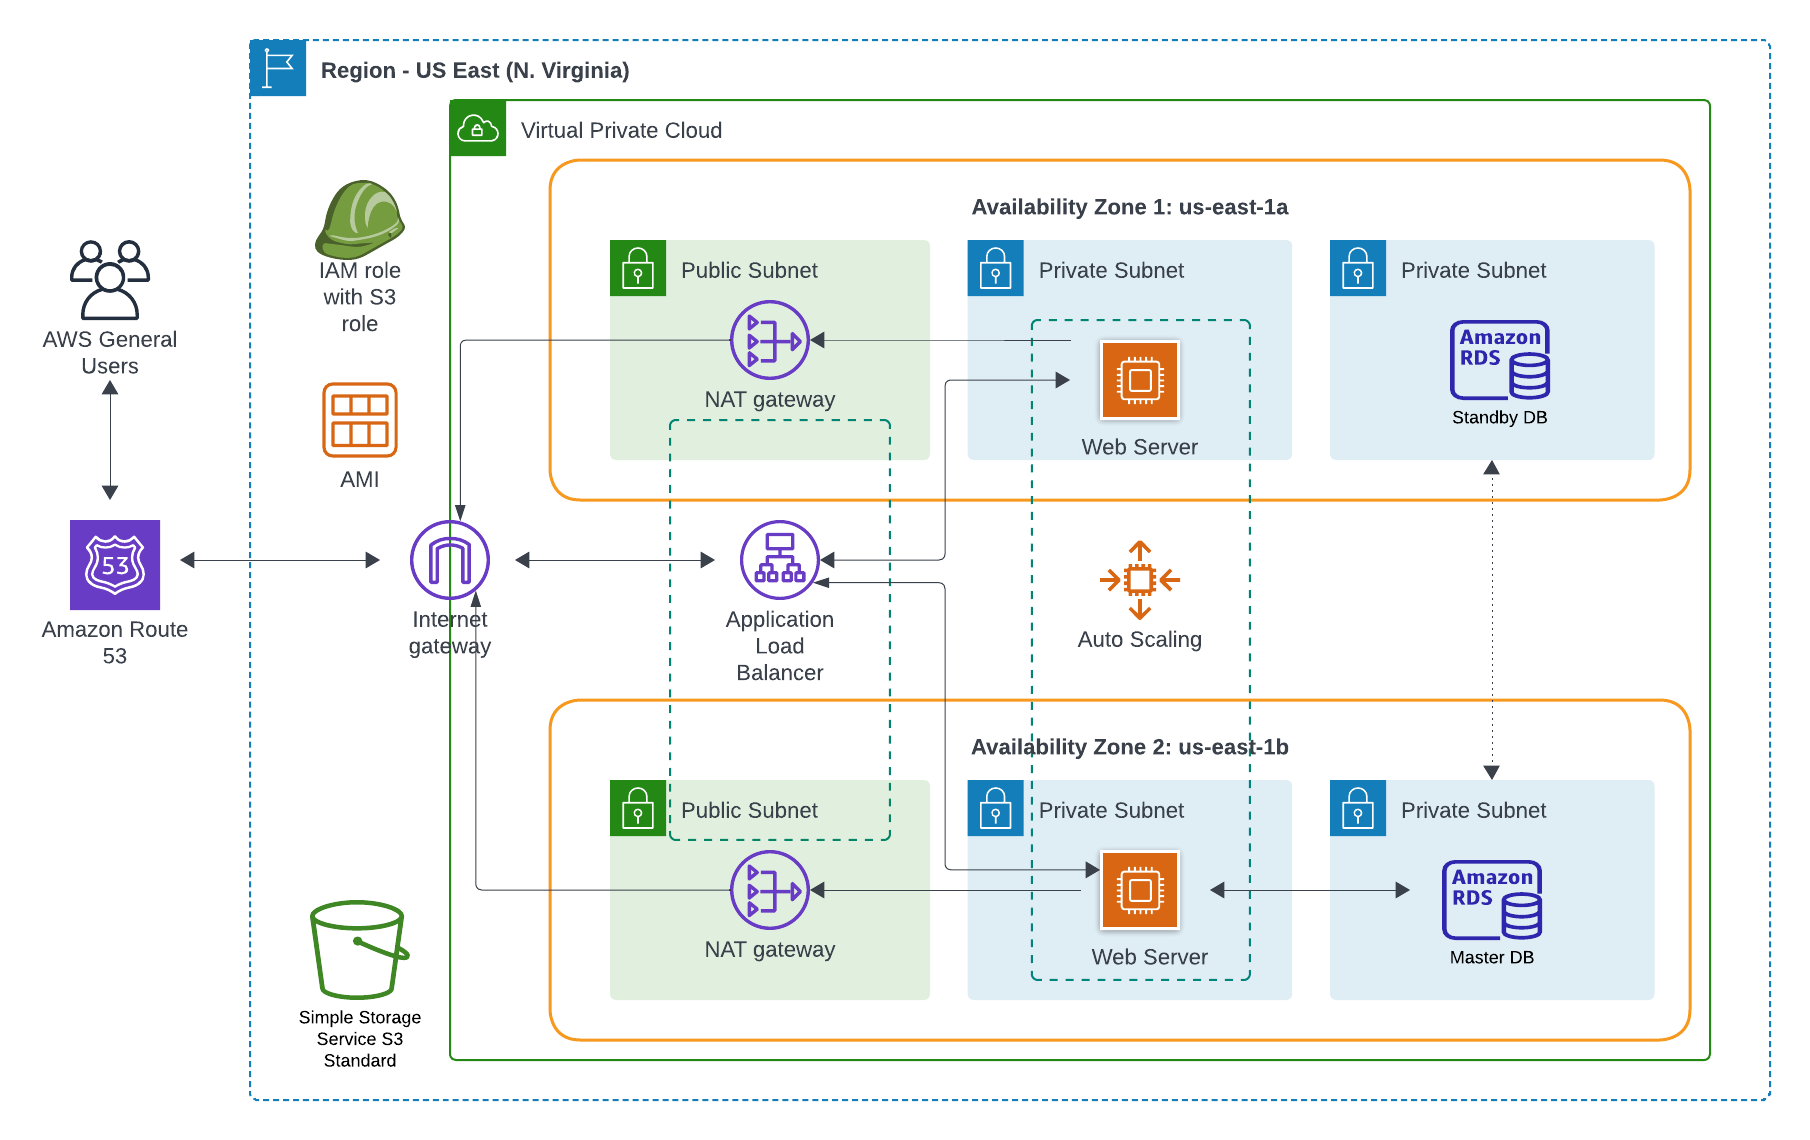 Region - US East (N. Virginia)
Virtual Private Cloud
Availability Zone 1: us-east-1a
Public Subnet
Private Subnet
Private Subnet
IAM role
with S3
role
AWS General
Users
Amazon
RDS
Standby DB
NAT gateway
Web Server
AMI
53
Amazon Route
53
Internet
gateway
Application
Load
Balancer
Auto Scaling
Availability Zone 2: us-east-1b
Public Subnet
Private Subnet
Private Subnet
Amazon
RDS
Master DB
NAT gateway
Web Server
Simple Storage
Service S3
Standard